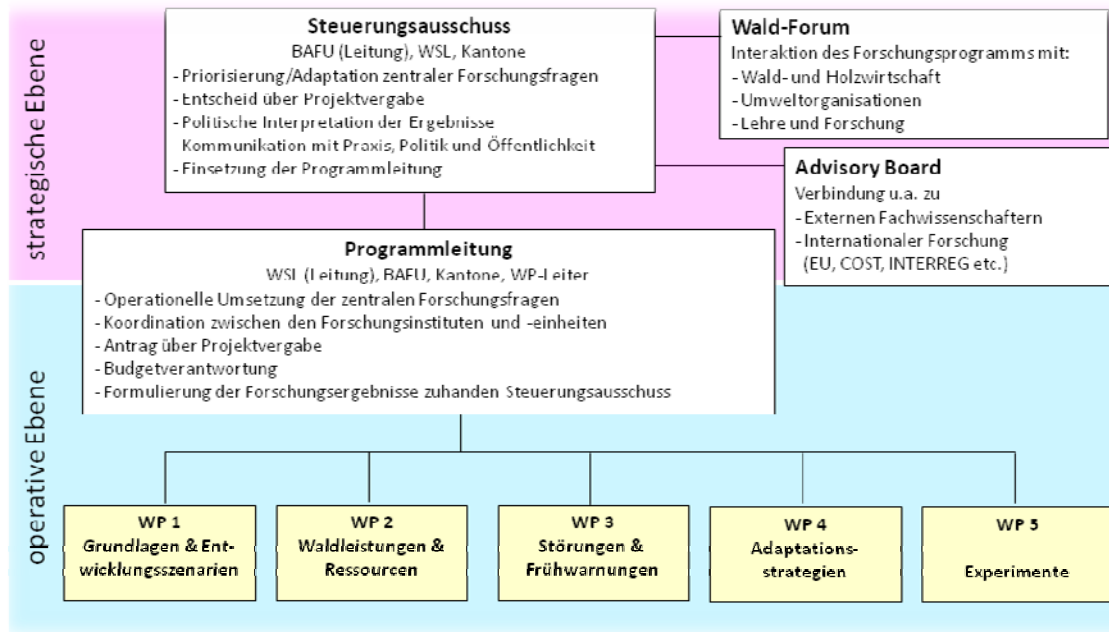 strategische Ebene
Steuerungsausschuss
BAFU (Leitung), WSL, Kantone
- Priorisierung/Adaptation zentraler Forschungsfragen
- Entscheid über Projektvergabe
- Politische Interpretation der Ergebnisse
Kommunikation mit Praxis, Politik und Öffentlichkeit
- Einsetzung der Programmleitung
Wald-Forum
Interaktion des Forschungsprogramms mit:
- Wald- und Holzwirtschaft
- Umweltorganisationen
- Lehre und Forschung
Advisory Board
Verbindung u.a. zu
- Externen Fachwissenschaftern
- Internationaler Forschung
(EU, COST, INTERREG etc.)
Programmleitung
WSL (Leitung), BAFU, Kantone, WP-Leiter
- Operationelle Umsetzung der zentralen Forschungsfragen
- Koordination zwischen den Forschungsinstituten und -einheiten
- Antrag über Projektvergabe
- Budgetverantwortung
- Formulierung der Forschungsergebnisse zuhanden Steuerungsausschuss
operative Ebene
WP 1
Grundlagen & Ent-
wicklungsszenarien
WP 2
Waldleistungen &
Ressourcen
WP 3
Störungen &
Frühwarnungen
WP 4
Adaptations-
strategien
WP 5
Experimente